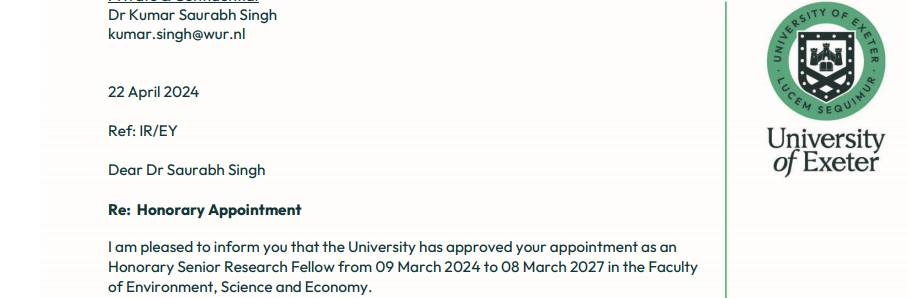 Private & Confidential
Dr Kumar Saurabh Singh
kumar.singh@wur.nl
22 April 2024
Ref: IR/EY
Dear Dr Saurabh Singh
Re: Honorary Appointment
I am pleased to inform you that the University has approved your appointment as an
Honorary Senior Research Fellow from 09 March 2024 to 08 March 2027 in the Faculty
of Environment, Science and Economy.
UNIVERSITY OF EXETER
LUCEM SEQUIMUR
University
of Exeter